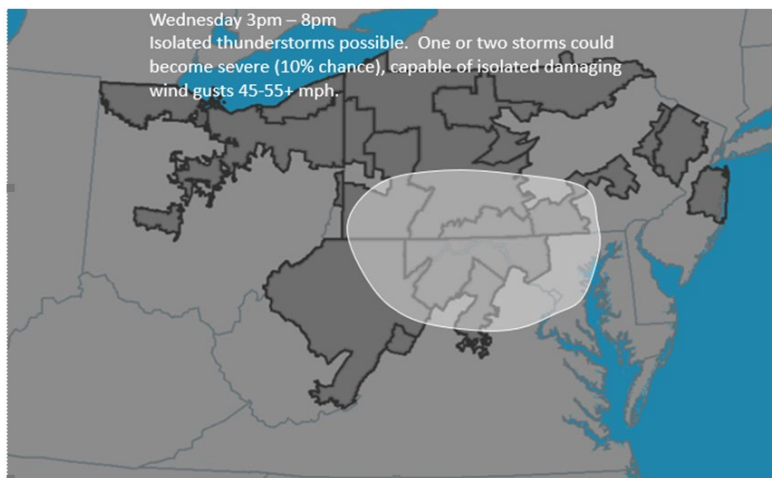 Wednesday 3pm – 8pm
Isolated thunderstorms possible.  One or two storms could
become severe (10% chance), capable of isolated damaging
wind gusts 45-55+ mph.